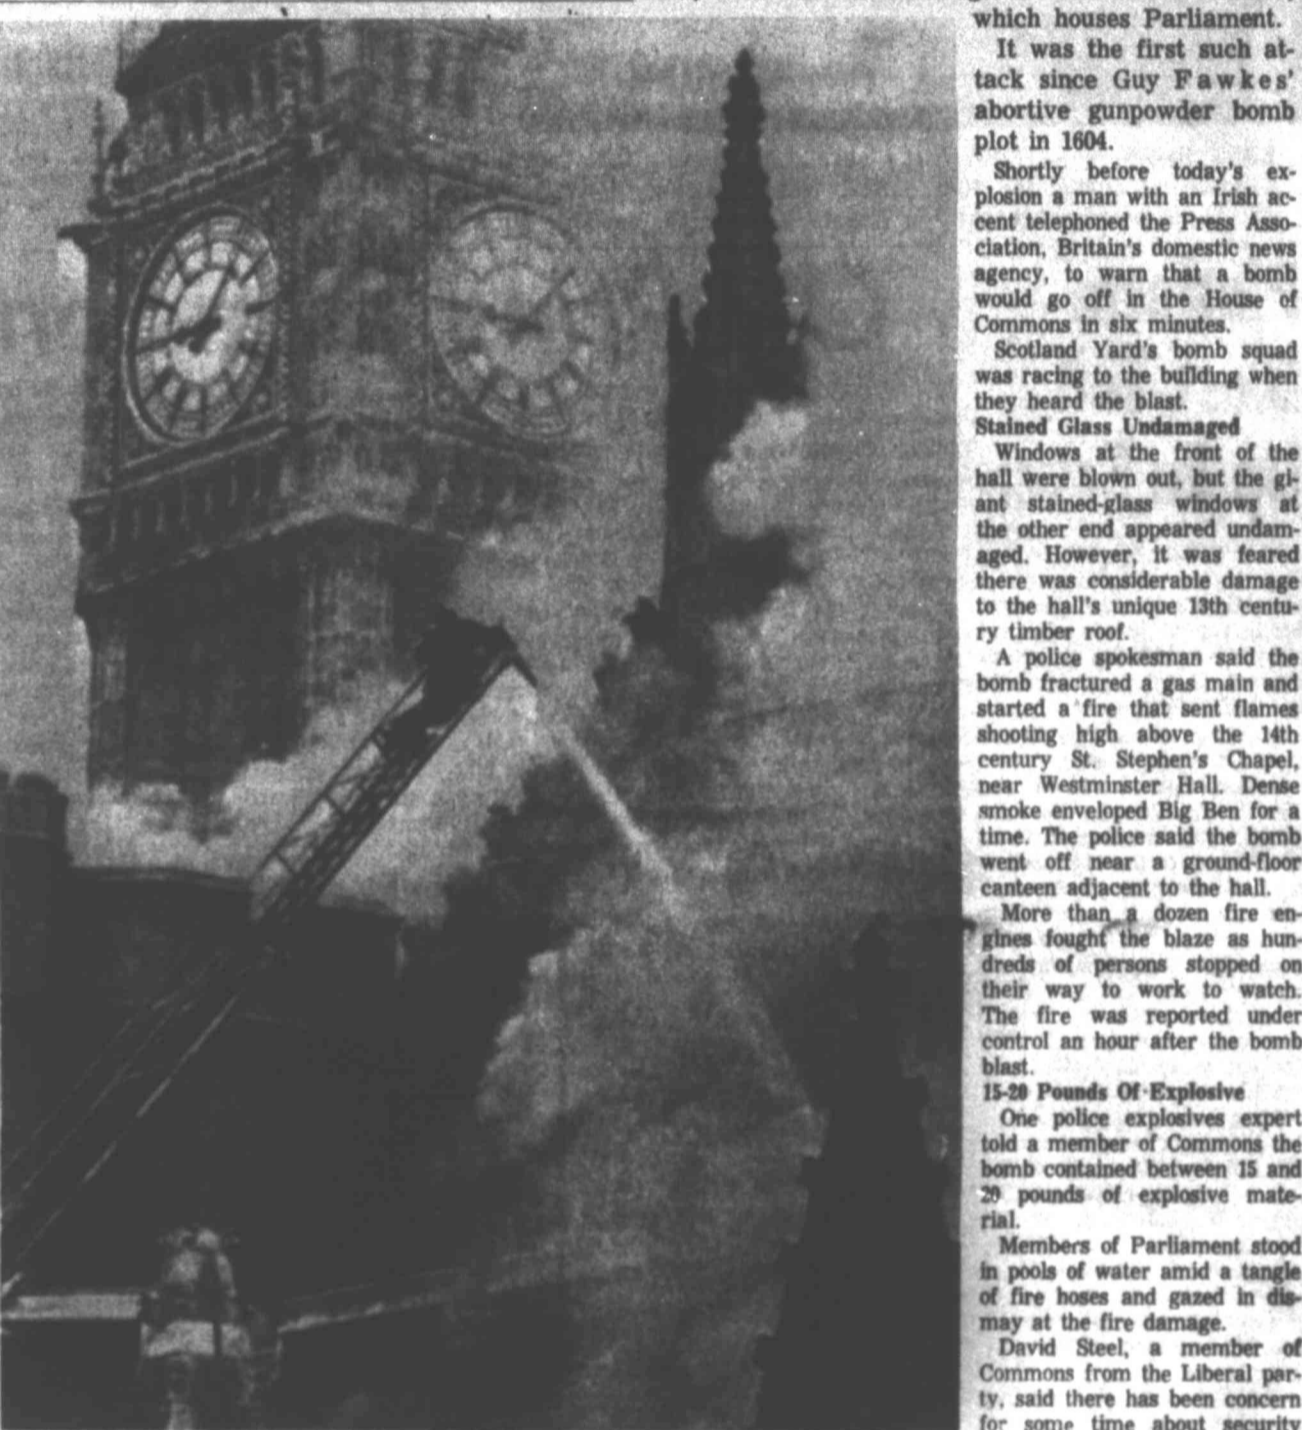 which houses Parliament.
It was the first such at-
tack since Guy Fawkes'
abortive gunpowder bomb
plot in 1604.
Shortly before today's ex-
plosion a man with an Irish ac-
cent telephoned the Press Asso-
ciation, Britain's domestic news
agency, to warn that a bomb
would go off in the House of
Commons in six minutes.
Scotland Yard's bomb squad
was racing to the building when
they heard the blast.
Stained Glass Undamaged
Windows at the front of the
hall were blown out, but the gi-
ant stained-glass windows at
the other end appeared undam-
aged. However, it was feared
there was considerable damage
to the hall's unique 13th centu-
ry timber roof.
A police spokesman said the
bomb fractured a gas main and
started a fire that sent flames
shooting high above the 14th
century St. Stephen's Chapel,
near Westminster Hall. Dense
smoke enveloped Big Ben for a
time. The police said the bomb
went off near a ground-floor
canteen adjacent to the hall.
More than a dozen fire en-
gines fought the blaze as hun-
dreds of persons stopped on
their way to work to watch.
The fire was reported under
control an hour after the bomb
blast.
15-20 Pounds Of Explosive
One police explosives expert
told a member of Commons the
bomb contained between 15 and
20 pounds of explosive mate-
rial.
Members of Parliament stood
in pools of water amid a tangle
of fire hoses and gazed in dis-
may at the fire damage.
David Steel, a member of
Commons from the Liberal par-
ty, said there has been concern
for some time about security